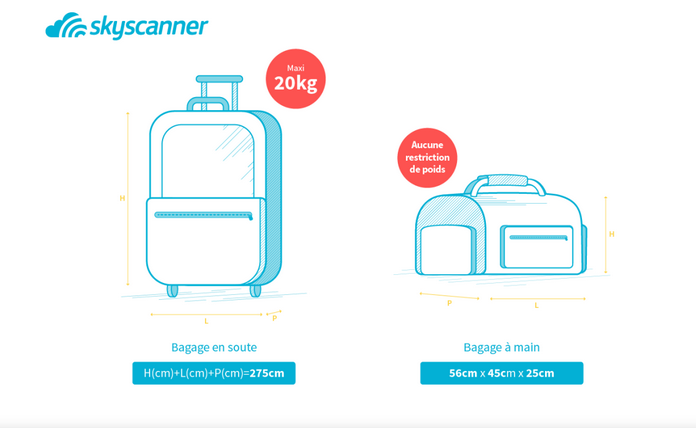 skyscanner
Maxi
20kg
Aucune
restriction
de poids
H
H
L
P
P
L
Bagage en soute
Bagage à main
H(cm)+L(cm)+P(cm)=275cm
56cm x 45cm x 25cm